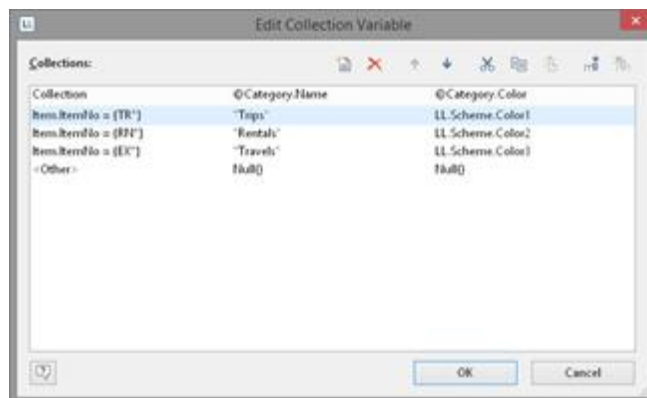 LL
Edit Collection Variable
Collections:
Collection @Category.Name @Category.Color
Item.ItemNo = {TR*} "Trips" LL.Scheme.Color1
Item.ItemNo = {RN*} "Rentals" LL.Scheme.Color2
Item.ItemNo = {EX*} "Travels" LL.Scheme.Color3
<Other> Null() Null()
OK Cancel